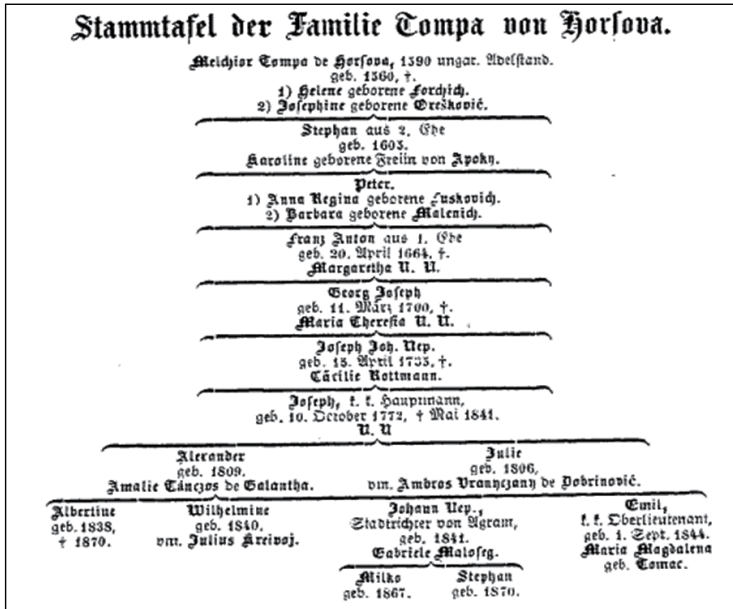 Stammtafel der Familie Tompa von Horsova.
Melchior Tompa de Horsova, 1590 ungar. Adelstand.
geb. 1560, †.
1) Helene geborene Forchich.
2) Josephine geborene Orešković.
Stephan aus 2. Ehe
geb. 1603.
Karoline geborene Freiin von Apoky.
Peter.
1) Anna Regina geborene Luskovich.
2) Barbara geborene Malenich.
Franz Anton aus 1. Ehe
geb. 20. April 1664, †.
Margaretha U. U.
Georg Joseph
geb. 11. März 1700, †.
Maria Theresia U. U.
Joseph Joh. Nep.
geb. 15. April 1735, †.
Cäcilie Rottmann.
Joseph, k. k. Hauptmann,
geb. 10. October 1772, † Mai 1841.
U. U
Alexander
geb. 1809.
Amalie Tánczos de Galantha.
Julie
geb. 1806,
vm. Ambros Vranyczany de Dobrinović.
Albertine
geb. 1838,
† 1870.
Wilhelmine
geb. 1840.
vm. Julius Kreivoj.
Johann Nep.,
Stadtrichter von Agram,
geb. 1841.
Gabriele Maloseg.
Emil,
k. k. Oberlieutenant,
geb. 1. Sept. 1844.
Maria Magdalena
geb. Tomac.
Milko
geb. 1867.
Stephan
geb. 1870.